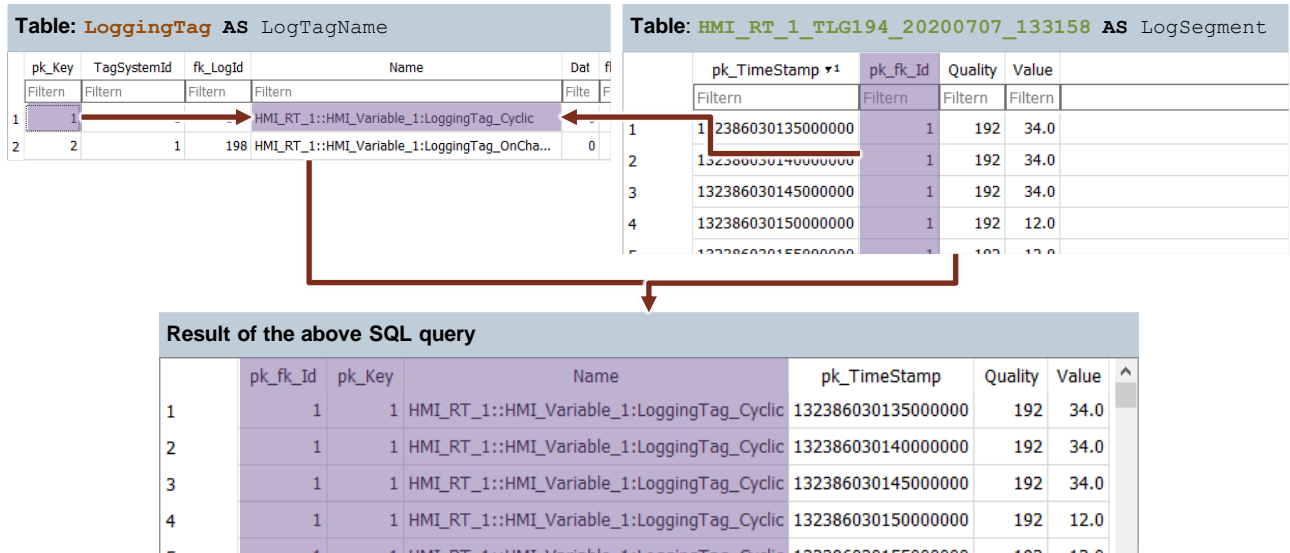 Table: LoggingTag AS LogTagName
pk_Key TagSystemId fk_LogId Name Dat
Filtern Filtern Filtern Filtern Filte F
1 1 HMI_RT_1::HMI_Variable_1:LoggingTag_Cyclic
2 2 1 198 HMI_RT_1::HMI_Variable_1:LoggingTag_OnCha... 0
Table: HMI_RT_1_TLG194_20200707_133158 AS LogSegment
pk_TimeStamp ▼1 pk_fk_Id Quality Value
Filtern Filtern Filtern Filtern
1 132386030135000000 1 192 34.0
2 132386030140000000 1 192 34.0
3 132386030145000000 1 192 34.0
4 132386030150000000 1 192 12.0
Result of the above SQL query
pk_fk_Id pk_Key Name pk_TimeStamp Quality Value
1 1 1 HMI_RT_1::HMI_Variable_1:LoggingTag_Cyclic 132386030135000000 192 34.0
2 1 1 HMI_RT_1::HMI_Variable_1:LoggingTag_Cyclic 132386030140000000 192 34.0
3 1 1 HMI_RT_1::HMI_Variable_1:LoggingTag_Cyclic 132386030145000000 192 34.0
4 1 1 HMI_RT_1::HMI_Variable_1:LoggingTag_Cyclic 132386030150000000 192 12.0